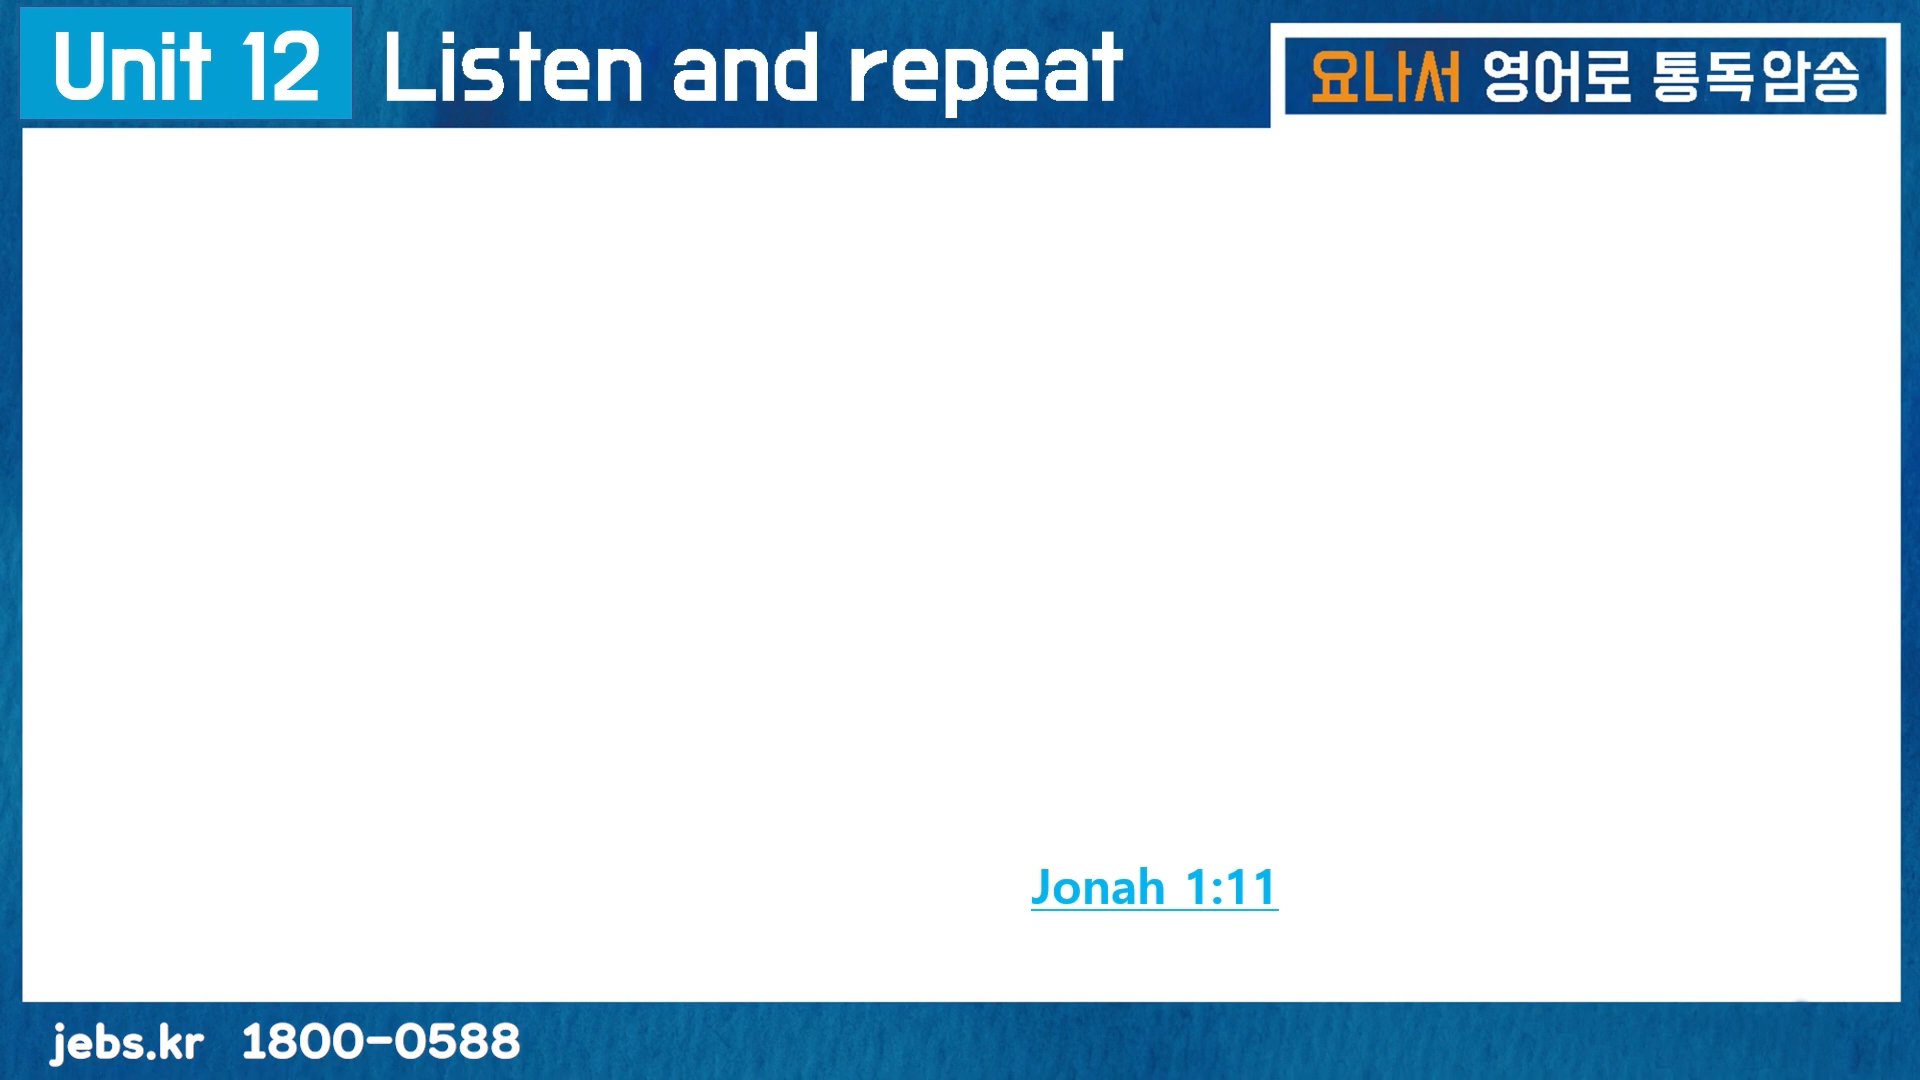 Unit 12 Listen and repeat
요나서 영어로 통독암송
Jonah 1:11
jebs.kr 1800-0588